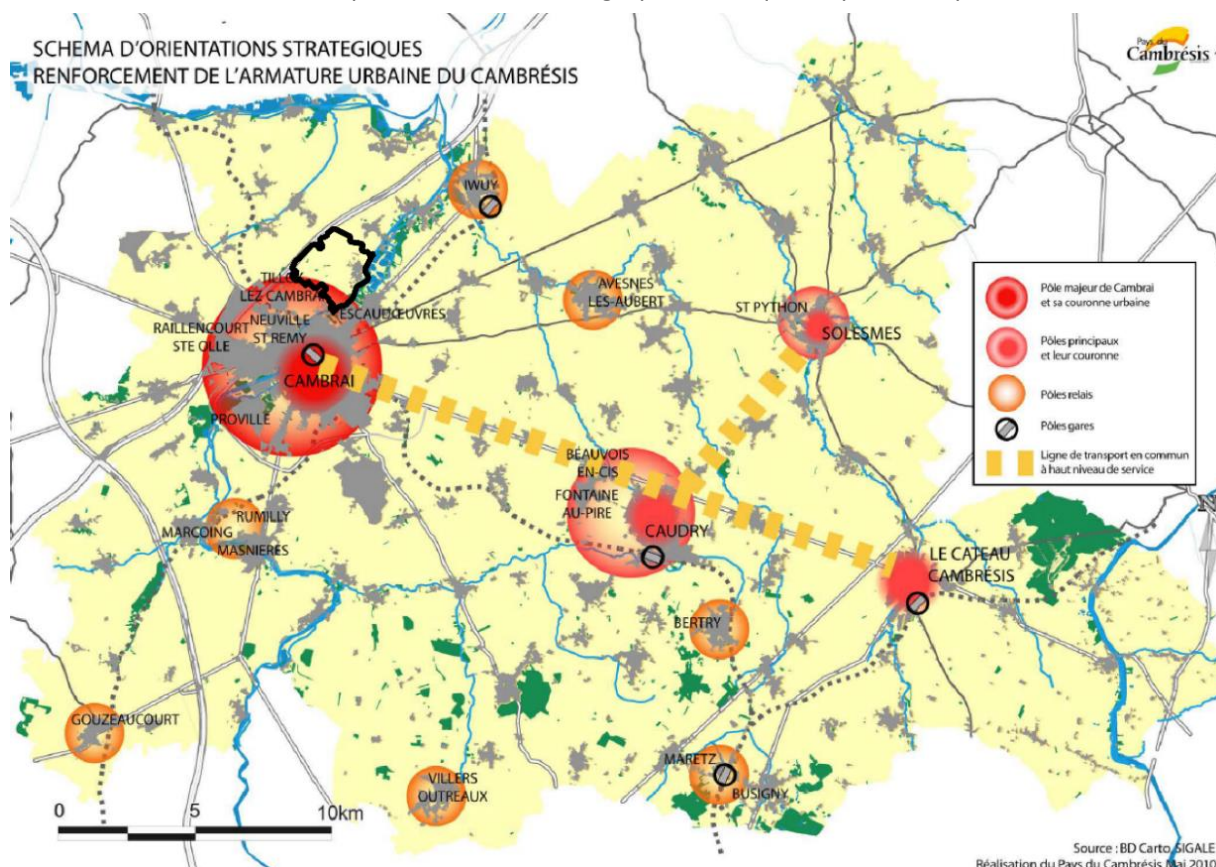 SCHEMA D'ORIENTATIONS STRATEGIQUES
RENFORCEMENT DE L'ARMATURE URBAINE DU CAMBRÉSIS
Pays du
Cambrésis
IWUY
TILLOY
LEZ CAMBRAI
ESCAUDŒUVRES
NEUVILLE
ST REMY
RAILLENCOURT
STE OLLE
CAMBRAI
PROVILLE
AVESNES
LES-AUBERT
ST PYTHON
SOLESMES
BEAUVOIS
EN-CIS
FONTAINE
AU-PIRE
CAUDRY
RUMILLY
MARCOING
MASNIERES
LE CATEAU
CAMBRÉSIS
BERTRY
GOUZEAUCOURT
VILLERS
OUTREAUX
MARETZ
BUSIGNY
Pôle majeur de Cambrai
et sa couronne urbaine
Pôles principaux
et leur couronne
Pôles relais
Pôles gares
Ligne de transport en commun
à haut niveau de service
N
0 5 10km
Source : BD Carto, SIGALE
Réalisation du Pays du Cambrésis Mai 2010